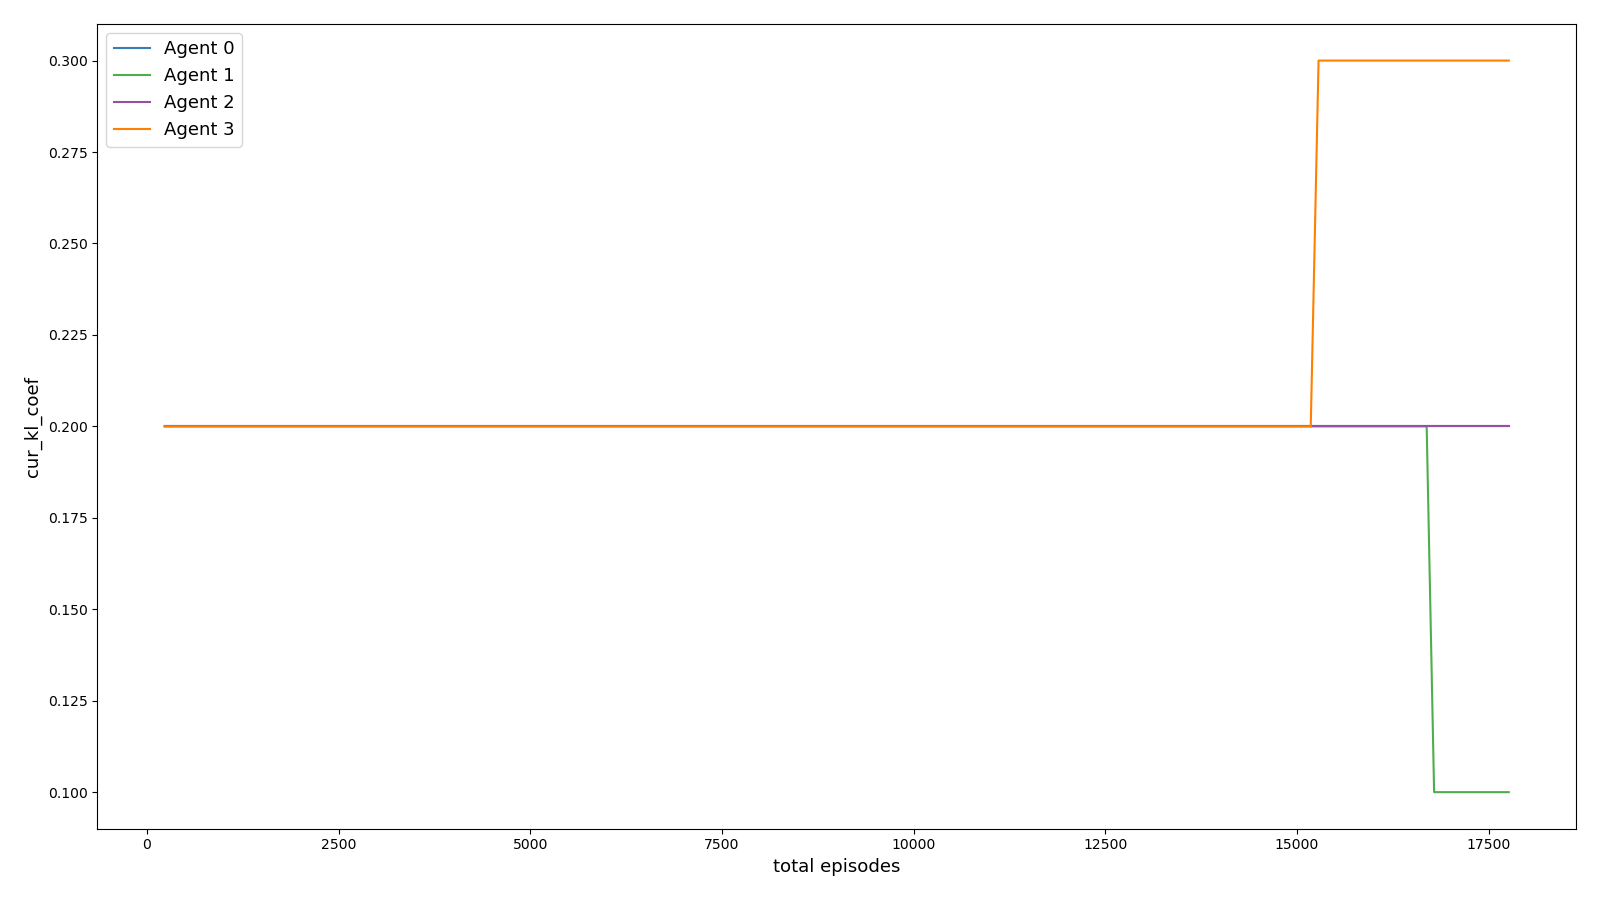 Agent 0
Agent 1
Agent 2
Agent 3
0.300
0.275
0.250
0.225
0.200
0.175
0.150
0.125
0.100
cur_kl_coef
0 2500 5000 7500 10000 12500 15000 17500
total episodes